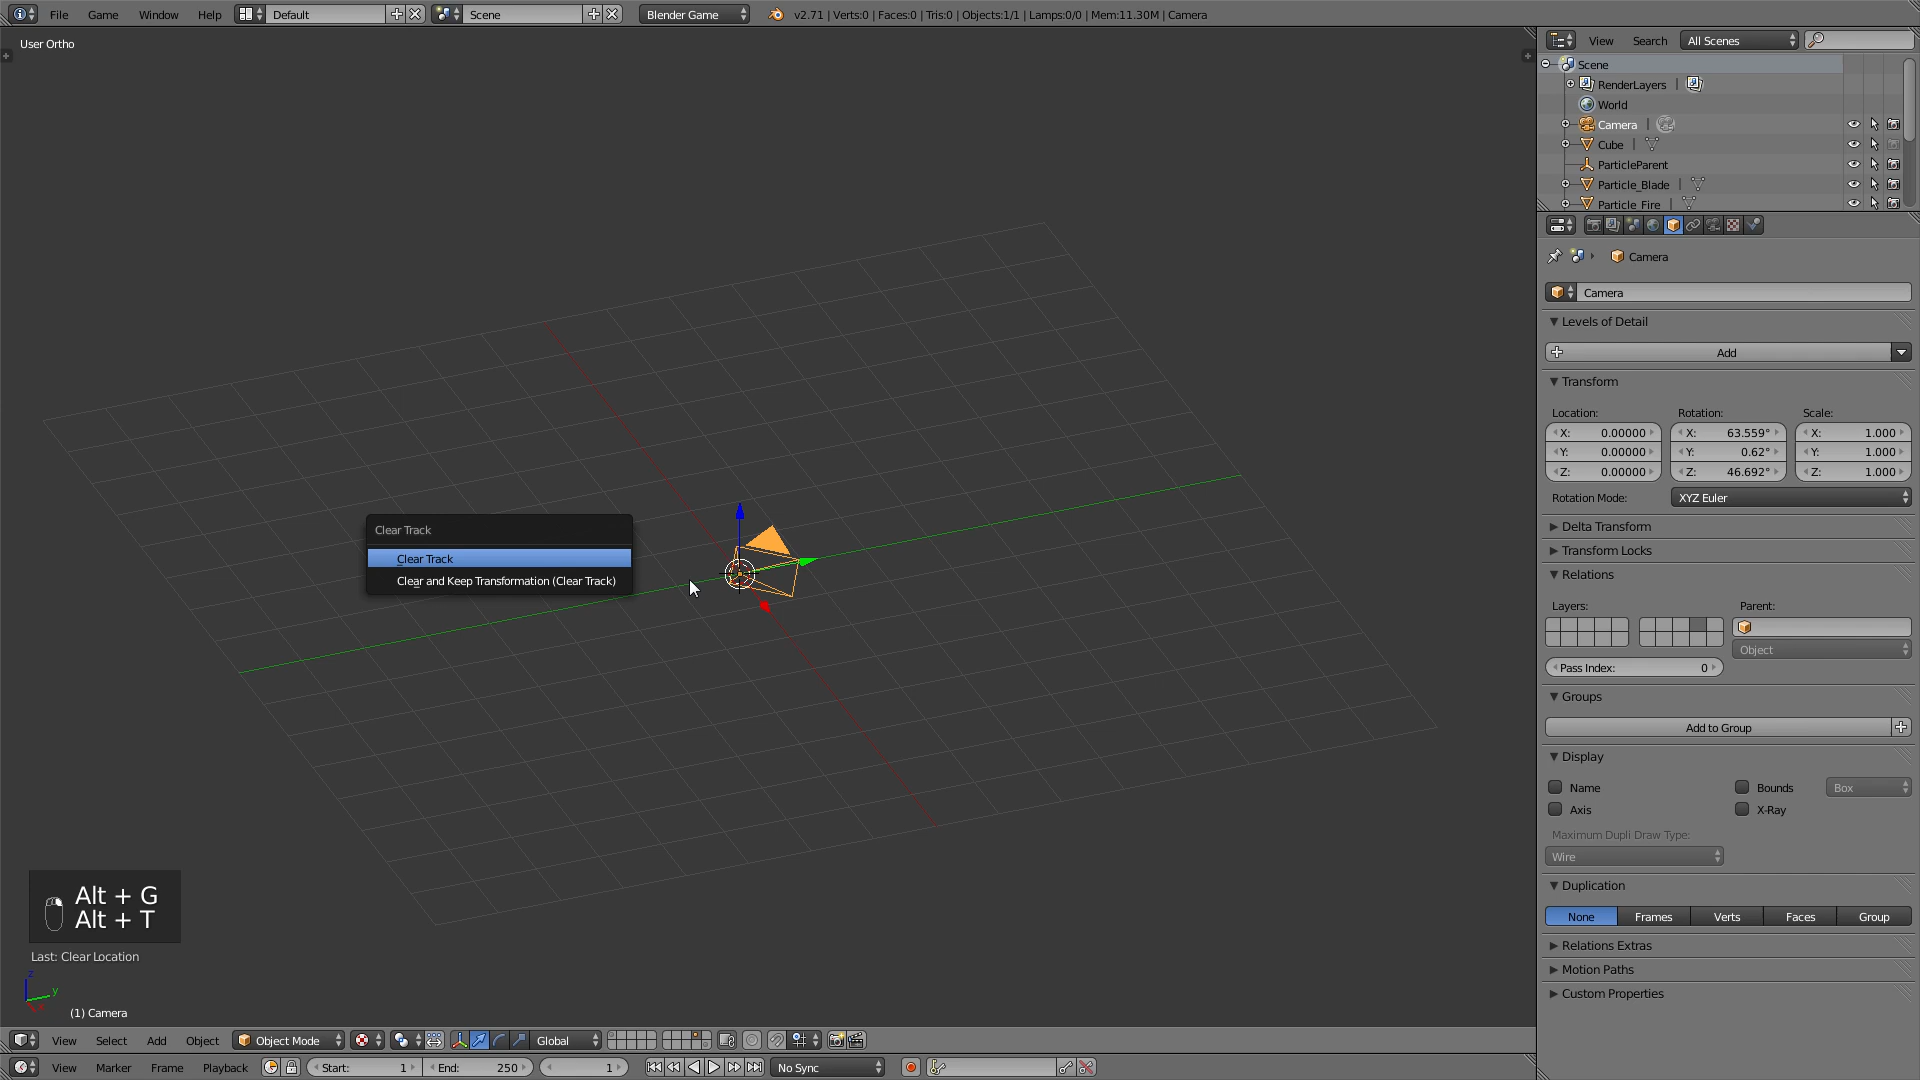 File Game Window Help Default Scene Blender Game v2.71 | Verts:0 | Faces:0 | Tris:0 | Objects:1/1 | Lamps:0/0 | Mem:11.30M | Camera
User Ortho
View Search All Scenes
Scene
RenderLayers |
World
Camera |
Cube |
ParticleParent
Particle_Blade |
Particle_Fire |
Camera
Camera
Levels of Detail
Add
Transform
Location: Rotation: Scale:
X: 0.00000 X: 63.559° X: 1.000
Y: 0.00000 Y: 0.62° Y: 1.000
Z: 0.00000 Z: 46.692° Z: 1.000
Rotation Mode: XYZ Euler
Delta Transform
Transform Locks
Relations
Layers: Parent:
Object
Pass Index: 0
Groups
Add to Group
Display
Name Bounds Box
Axis X-Ray
Maximum Dupli Draw Type:
Wire
Duplication
None Frames Verts Faces Group
Relations Extras
Motion Paths
Custom Properties
Clear Track
Clear Track
Clear and Keep Transformation (Clear Track)
Alt + G
Alt + T
Last: Clear Location
z
y
x
(1) Camera
View Select Add Object Object Mode Global
View Marker Frame Playback Start: 1 End: 250 1 No Sync